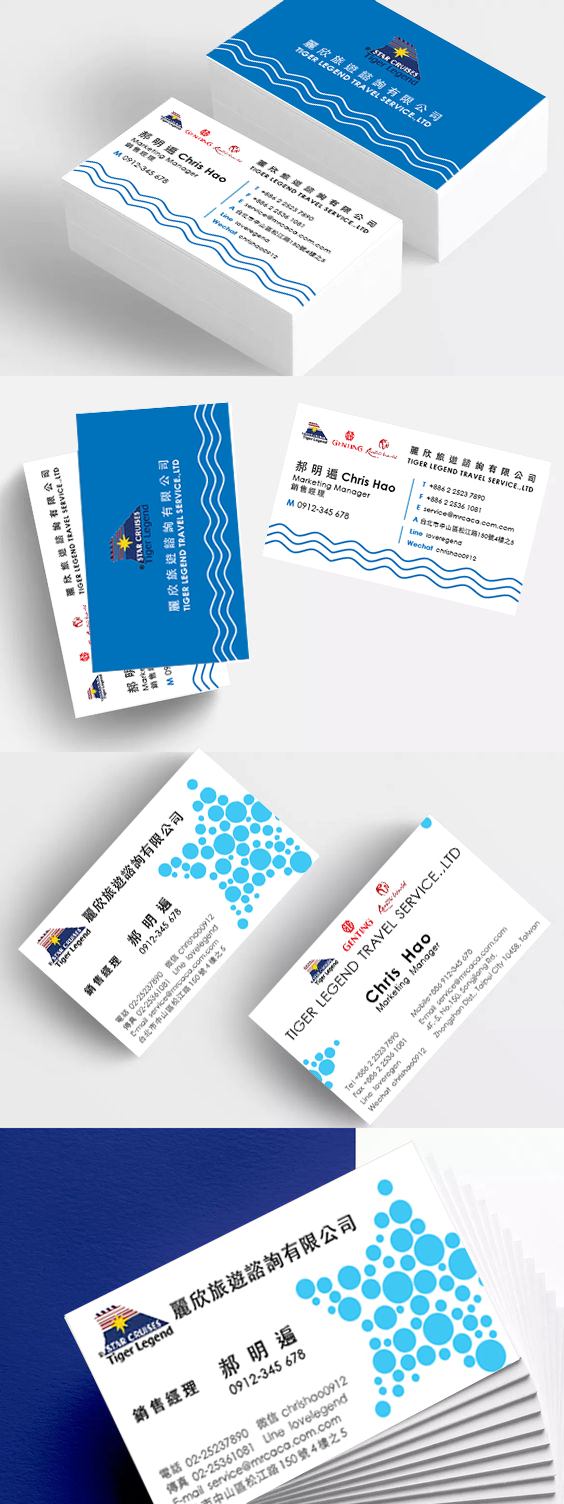 麗欣旅遊諮詢有限公司
TIGER LEGEND TRAVEL SERVICE.,LTD
STAR CRUISES
Tiger Legend
GENTING
郝明遍 Chris Hao
Marketing Manager
銷售經理
M 0912-345 678
麗欣旅遊諮詢有限公司
TIGER LEGEND TRAVEL SERVICE.,LTD
T +886 2 2523 7890
F +886 2 2536 1081
E service@mrcaca.com.com
A 台北市中山區松江路150號4樓之5
Line loveregend
Wechat chrishao0912
STAR CRUISES
Tiger Legend
麗欣旅遊諮詢有限公司
TIGER LEGEND TRAVEL SERVICE.,LTD
GENTING
郝明遍 Chris Hao
Marketing Manager
銷售經理
M 0912-345 678
麗欣旅遊諮詢有限公司
TIGER LEGEND TRAVEL SERVICE.,LTD
T +886 2 2523 7890
F +886 2 2536 1081
E service@mrcaca.com.com
A 台北市中山區松江路150號4樓之5
Line loveregend
Wechat chrishao0912
STAR CRUISES
Tiger Legend
麗欣旅遊諮詢有限公司
銷售經理 郝明遍
0912-345 678
電話 02-25237890 微信 chrishao0912
傳真 02-25361081 Line lovelegend
E-mail service@mrcaca.com.com
台北市中山區松江路150號4樓之5
GENTING
TIGER LEGEND TRAVEL SERVICE.,LTD
Chris Hao
Marketing Manager
Tel +886 2 2523 7890
Fax +886 2 2536 1081
Line loveregen
Wechat chrishao0912
Mobile+886 912-345 678
E-mail service@mrcaca.com.com
4F.-5, No.150, Songjiang Rd.,
Zhongshan Dist., Taipei City 10458, Taiwan
STAR CRUISES
Tiger Legend
麗欣旅遊諮詢有限公司
銷售經理 郝明遍
0912-345 678
電話 02-25237890 微信 chrishao0912
傳真 02-25361081 Line lovelegend
E-mail service@mrcaca.com.com
台北市中山區松江路150號4樓之5